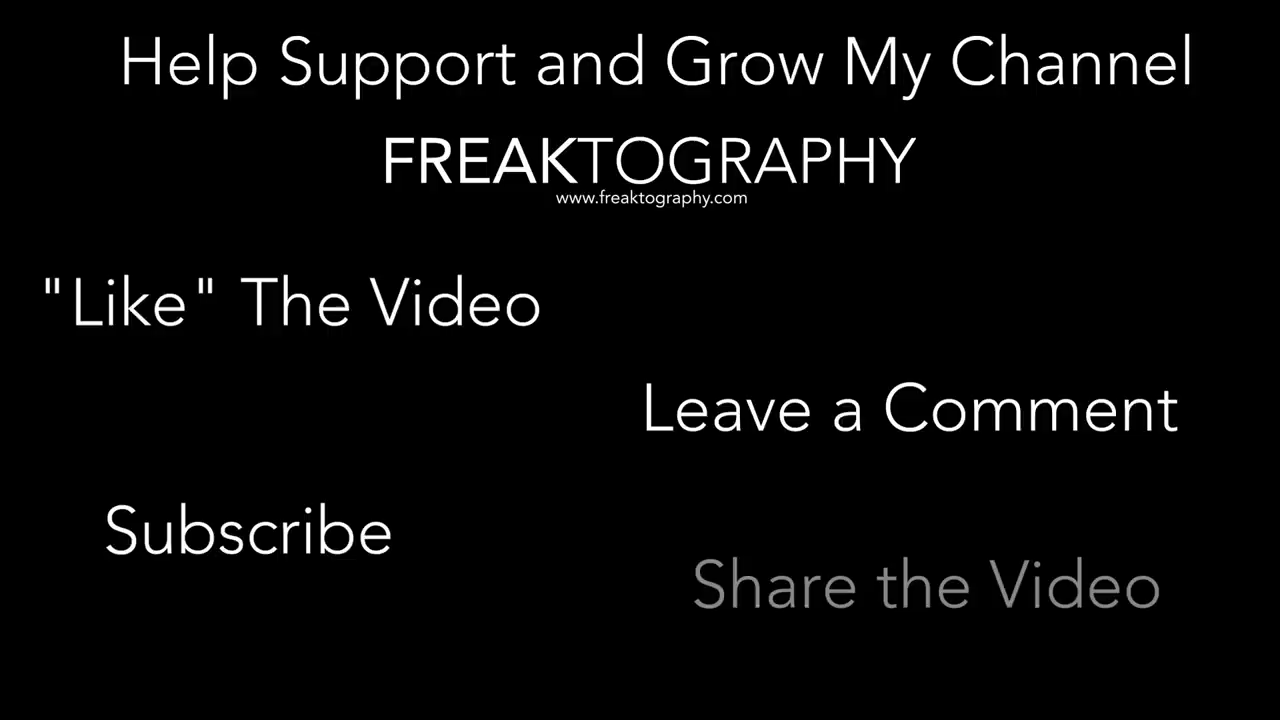 Help Support and Grow My Channel
FREAKTOGRAPHY
www.freaktography.com
"Like" The Video
Leave a Comment
Subscribe
Share the Video